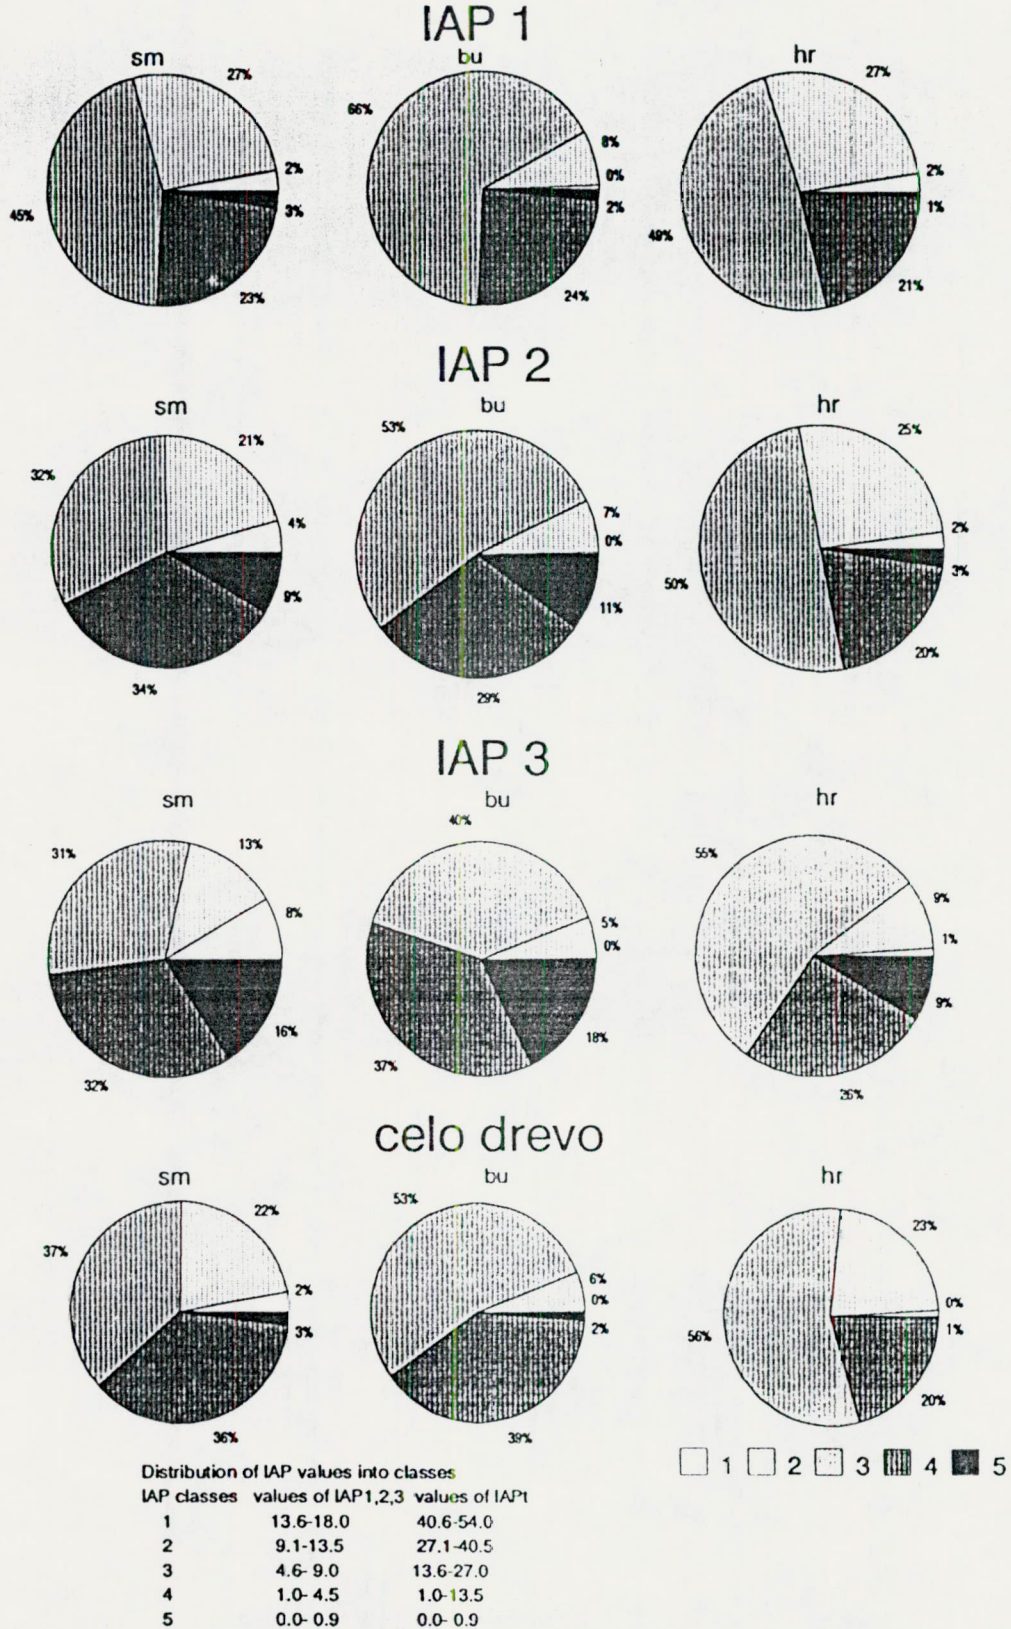 IAP 1
sm bu hr
27% 2% 3% 23% 45%
66% 8% 0% 2% 24%
27% 2% 1% 21% 49%
IAP 2
sm bu hr
21% 4% 9% 34% 32%
53% 7% 0% 11% 29%
25% 2% 3% 20% 50%
IAP 3
sm bu hr
31% 13% 8% 16% 32%
40% 5% 0% 18% 37%
55% 9% 1% 9% 26%
celo drevo
sm bu hr
37% 22% 2% 3% 36%
53% 6% 0% 2% 39%
23% 0% 1% 20% 56%
1 2 3 4 5
Distribution of IAP values into classes
IAP classes values of IAP1,2,3 values of IAPt
1 13.6-18.0 40.6-54.0
2 9.1-13.5 27.1-40.5
3 4.6- 9.0 13.6-27.0
4 1.0- 4.5 1.0-13.5
5 0.0- 0.9 0.0- 0.9